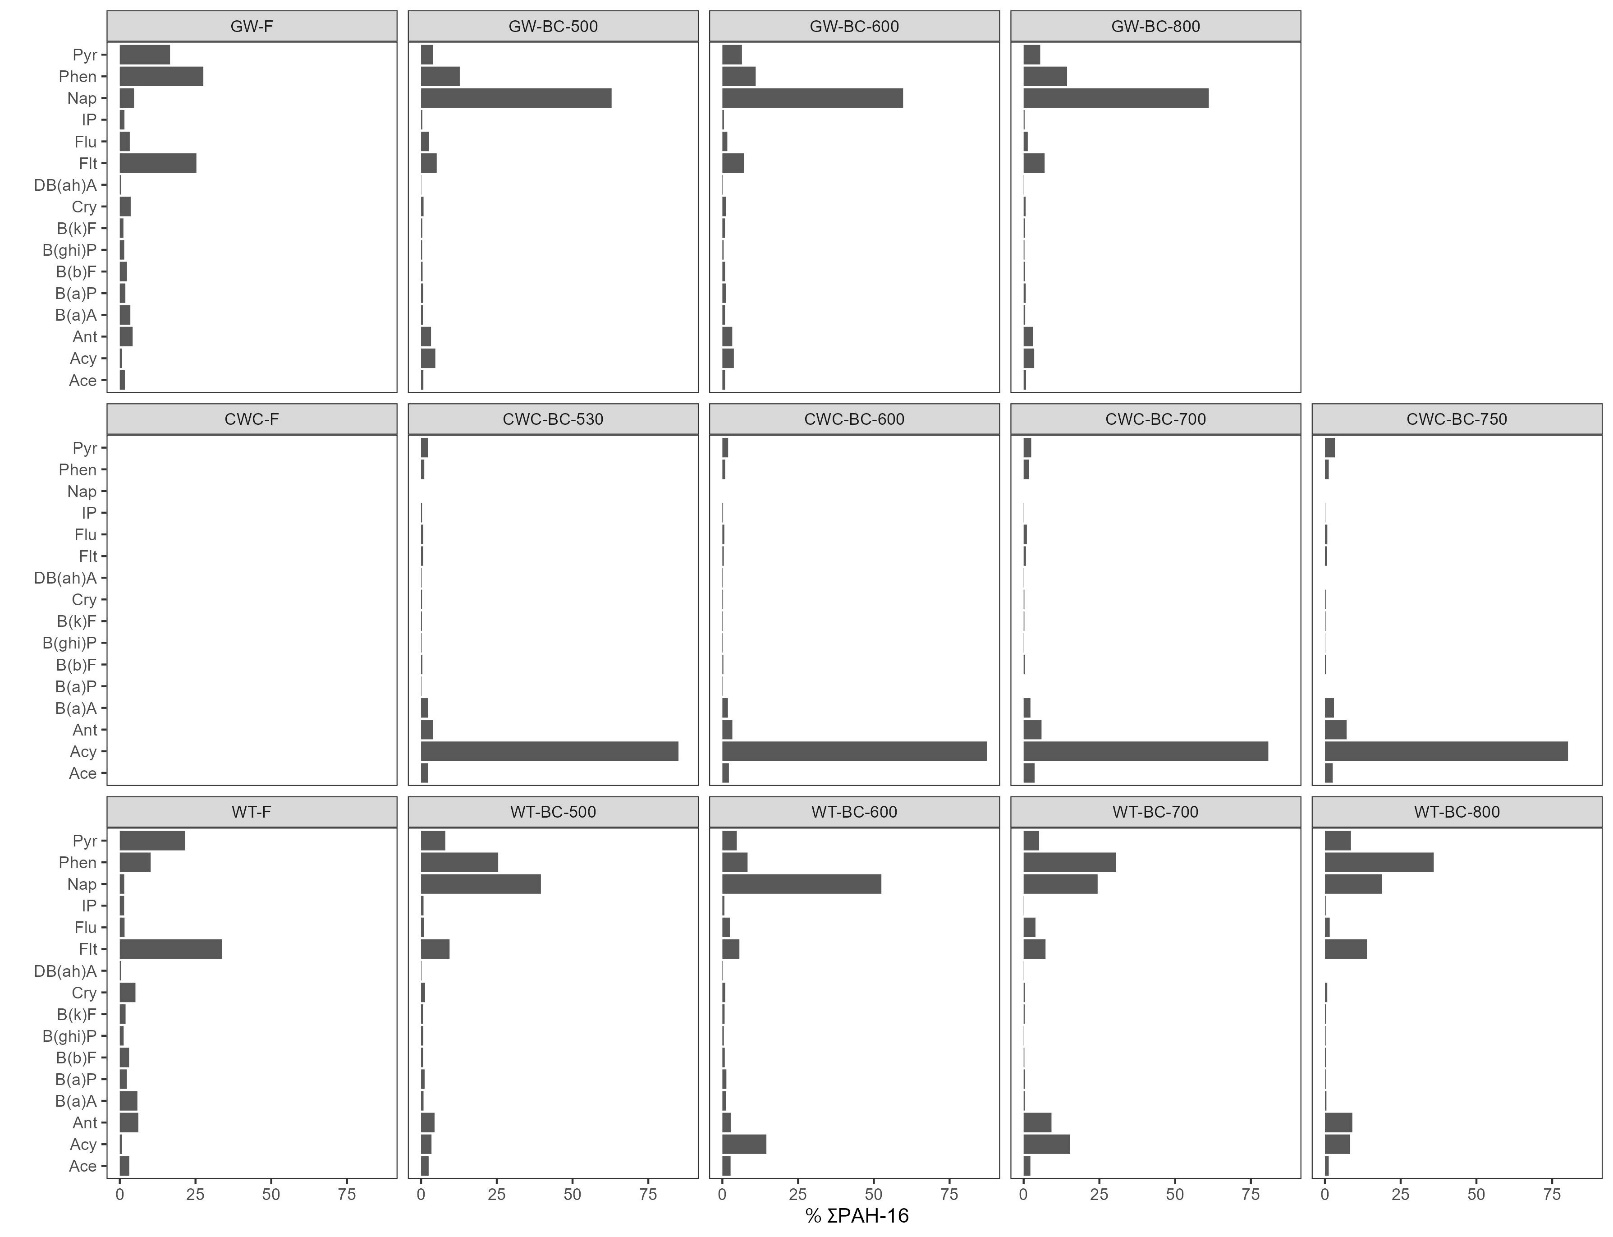 GW-F GW-BC-500 GW-BC-600 GW-BC-800
Pyr
Phen
Nap
IP
Flu
Flt
DB(ah)A
Cry
B(k)F
B(ghi)P
B(b)F
B(a)P
B(a)A
Ant
Acy
Ace
CWC-F CWC-BC-530 CWC-BC-600 CWC-BC-700 CWC-BC-750
Pyr
Phen
Nap
IP
Flu
Flt
DB(ah)A
Cry
B(k)F
B(ghi)P
B(b)F
B(a)P
B(a)A
Ant
Acy
Ace
WT-F WT-BC-500 WT-BC-600 WT-BC-700 WT-BC-800
Pyr
Phen
Nap
IP
Flu
Flt
DB(ah)A
Cry
B(k)F
B(ghi)P
B(b)F
B(a)P
B(a)A
Ant
Acy
Ace
0 25 50 75 0 25 50 75 0 25 50 75 0 25 50 75 0 25 50 75
% ΣPAH-16